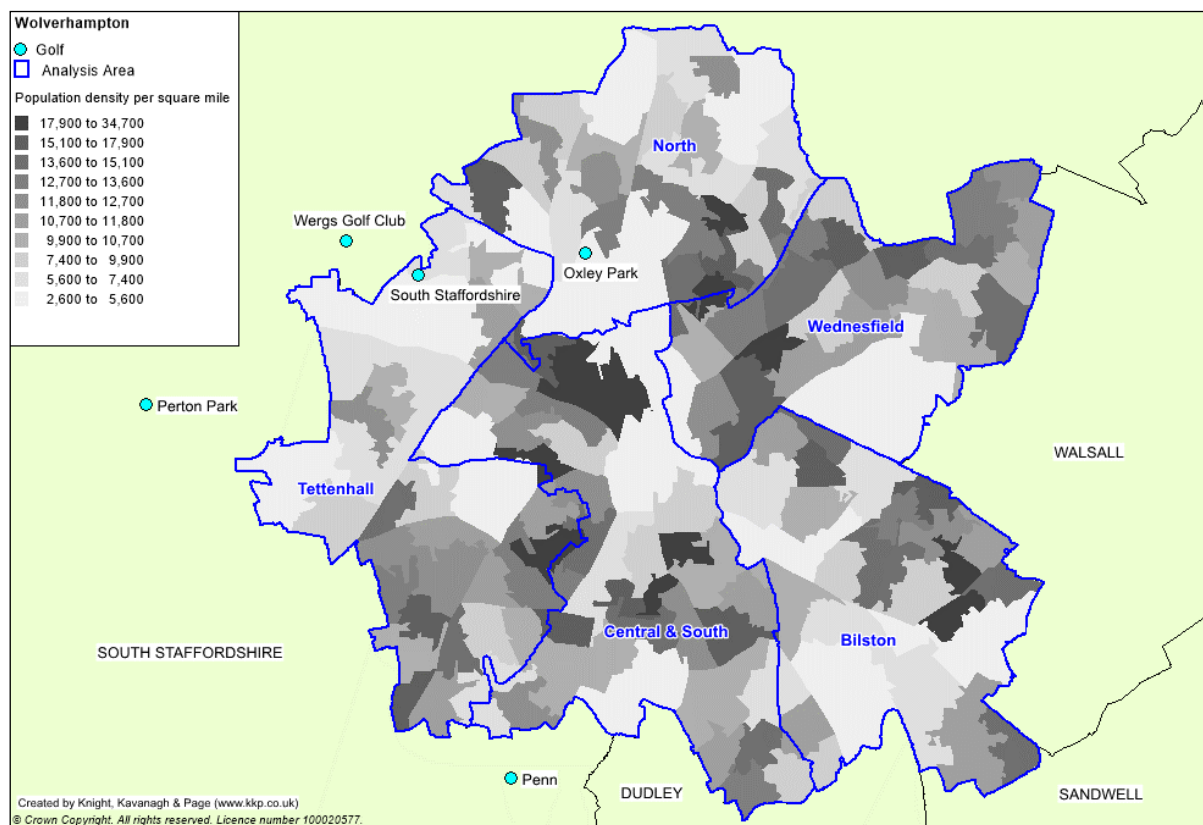 Wolverhampton
Golf
Analysis Area
Population density per square mile
17,900 to 34,700
15,100 to 17,900
13,600 to 15,100
12,700 to 13,600
11,800 to 12,700
10,700 to 11,800
9,900 to 10,700
7,400 to 9,900
5,600 to 7,400
2,600 to 5,600
North
Wergs Golf Club
Oxley Park
South Staffordshire
Wednesfield
Perton Park
WALSALL
Tettenhall
Central & South
Bilston
SOUTH STAFFORDSHIRE
Penn
DUDLEY
SANDWELL
Created by Knight, Kavanagh & Page (www.kkp.co.uk)
© Crown Copyright. All rights reserved. Licence number 100020577.